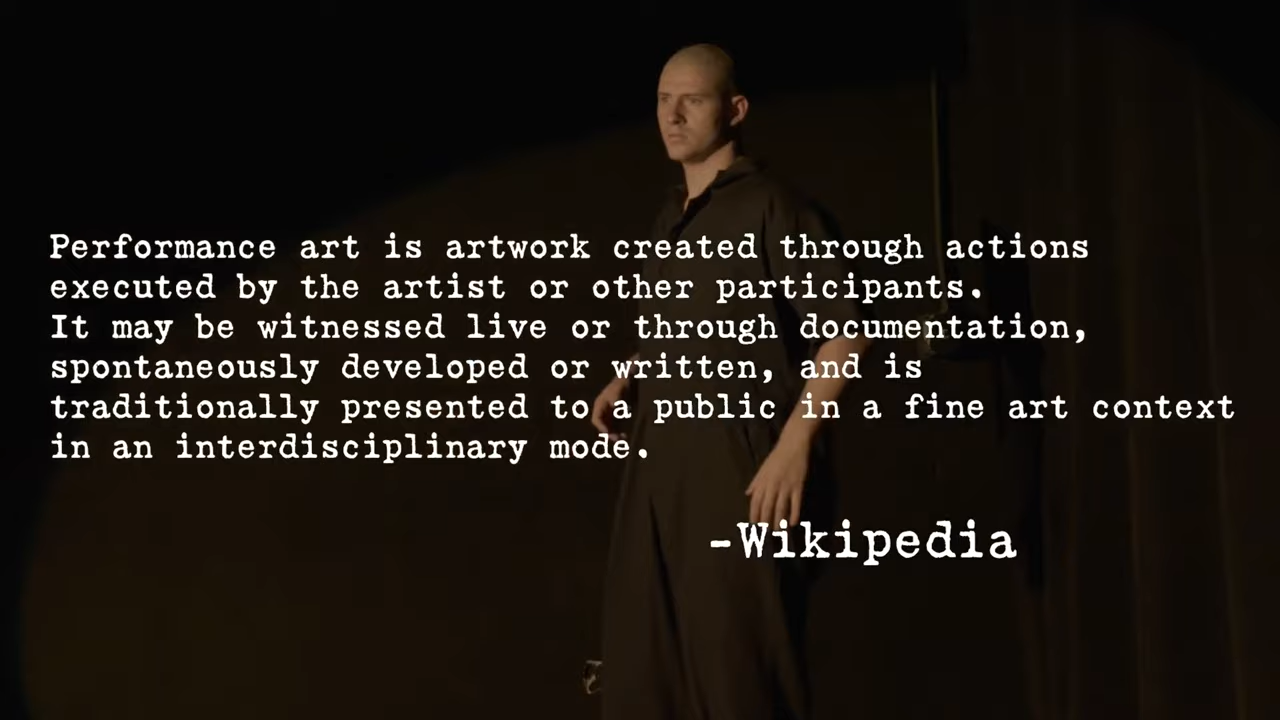 Performance art is artwork created through actions
executed by the artist or other participants.
It may be witnessed live or through documentation,
spontaneously developed or written, and is
traditionally presented to a public in a fine art context
in an interdisciplinary mode.
-Wikipedia